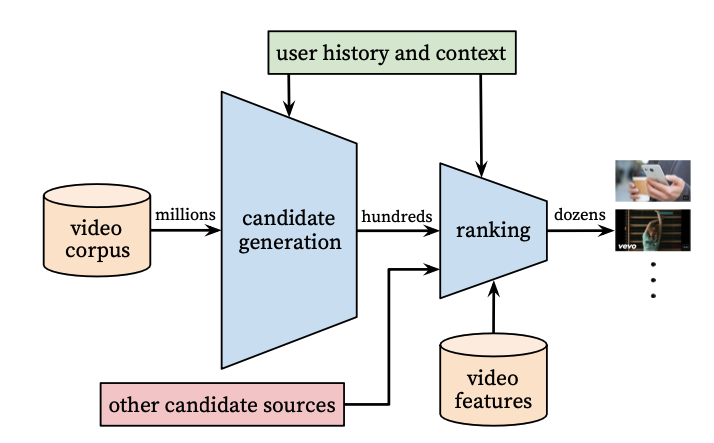 user history and context
video
corpus
millions
candidate
generation
hundreds
ranking
dozens
vevo
other candidate sources
video
features